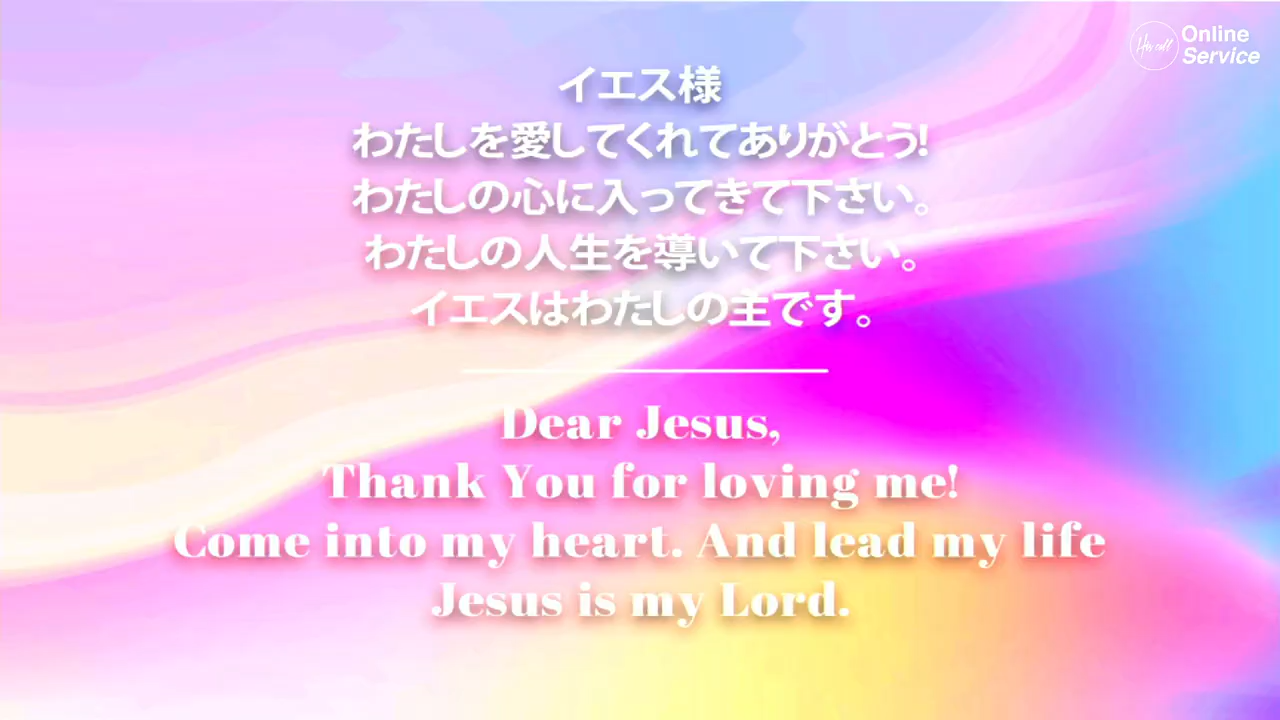 His call
Online
Service
イエス様
わたしを愛してくれてありがとう!
わたしの心に入ってきて下さい。
わたしの人生を導いて下さい。
イエスはわたしの主です。
Dear Jesus,
Thank You for loving me!
Come into my heart. And lead my life
Jesus is my Lord.